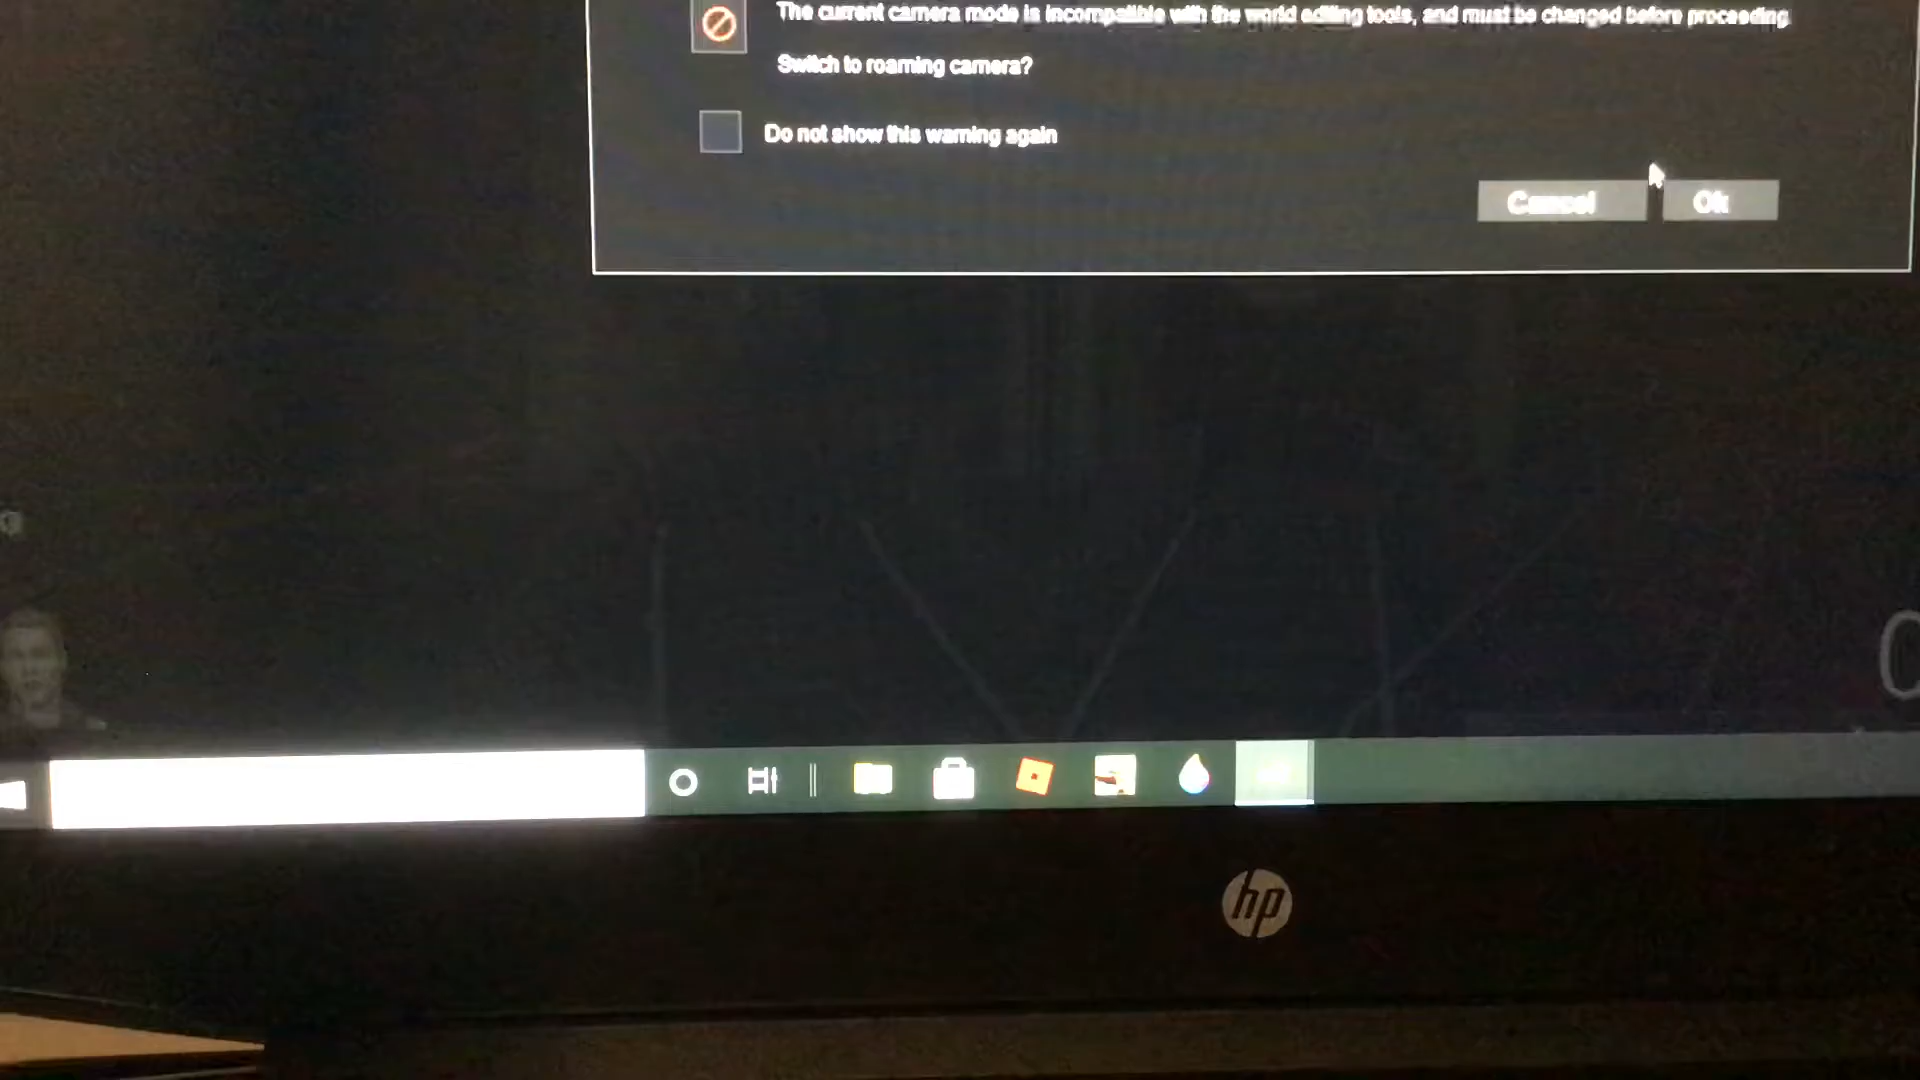 The current camera mode is incompatible with the world editing tools, and must be changed before proceeding
Switch to roaming camera?
Do not show this warning again
Cancel
Ok
hp